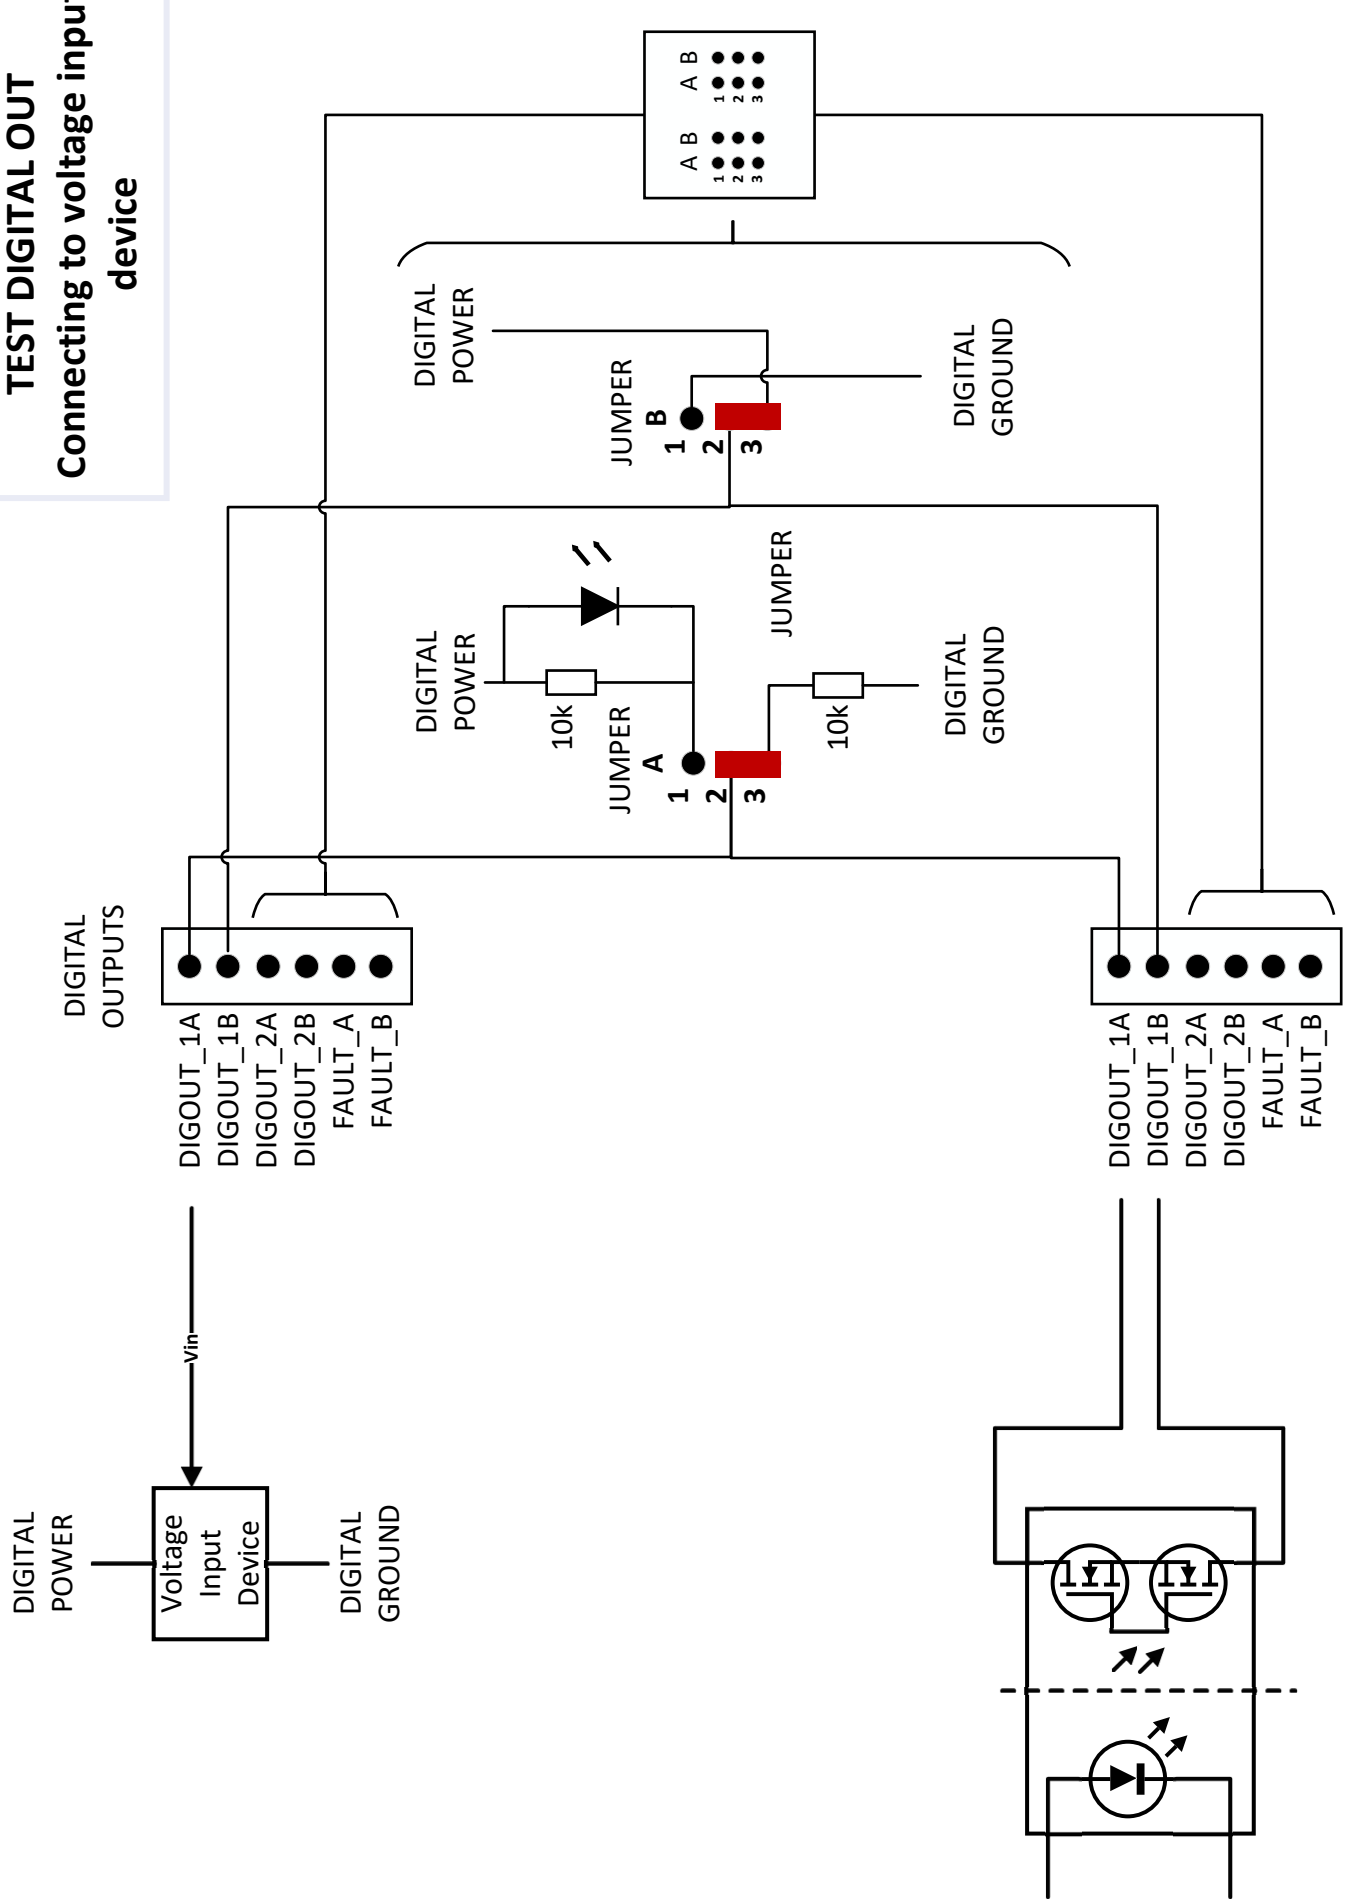 TEST DIGITAL OUT
Connecting to voltage input
device
A B
A B
1
2
3
1
2
3
DIGITAL
POWER
JUMPER
B
1
2
3
DIGITAL
GROUND
DIGITAL
POWER
10k
JUMPER
A
1
2
3
JUMPER
10k
DIGITAL
GROUND
DIGITAL
OUTPUTS
DIGOUT_1A
DIGOUT_1B
DIGOUT_2A
DIGOUT_2B
FAULT_A
FAULT_B
DIGOUT_1A
DIGOUT_1B
DIGOUT_2A
DIGOUT_2B
FAULT_A
FAULT_B
Vin
DIGITAL
POWER
Voltage
Input
Device
DIGITAL
GROUND